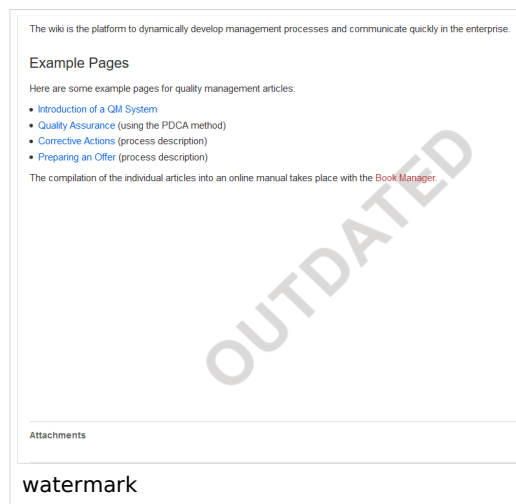 The wiki is the platform to dynamically develop management processes and communicate quickly in the enterprise.
Example Pages
Here are some example pages for quality management articles:
• Introduction of a QM System
• Quality Assurance (using the PDCA method)
• Corrective Actions (process description)
• Preparing an Offer (process description)
The compilation of the individual articles into an online manual takes place with the Book Manager.
OUTDATED
Attachments
watermark